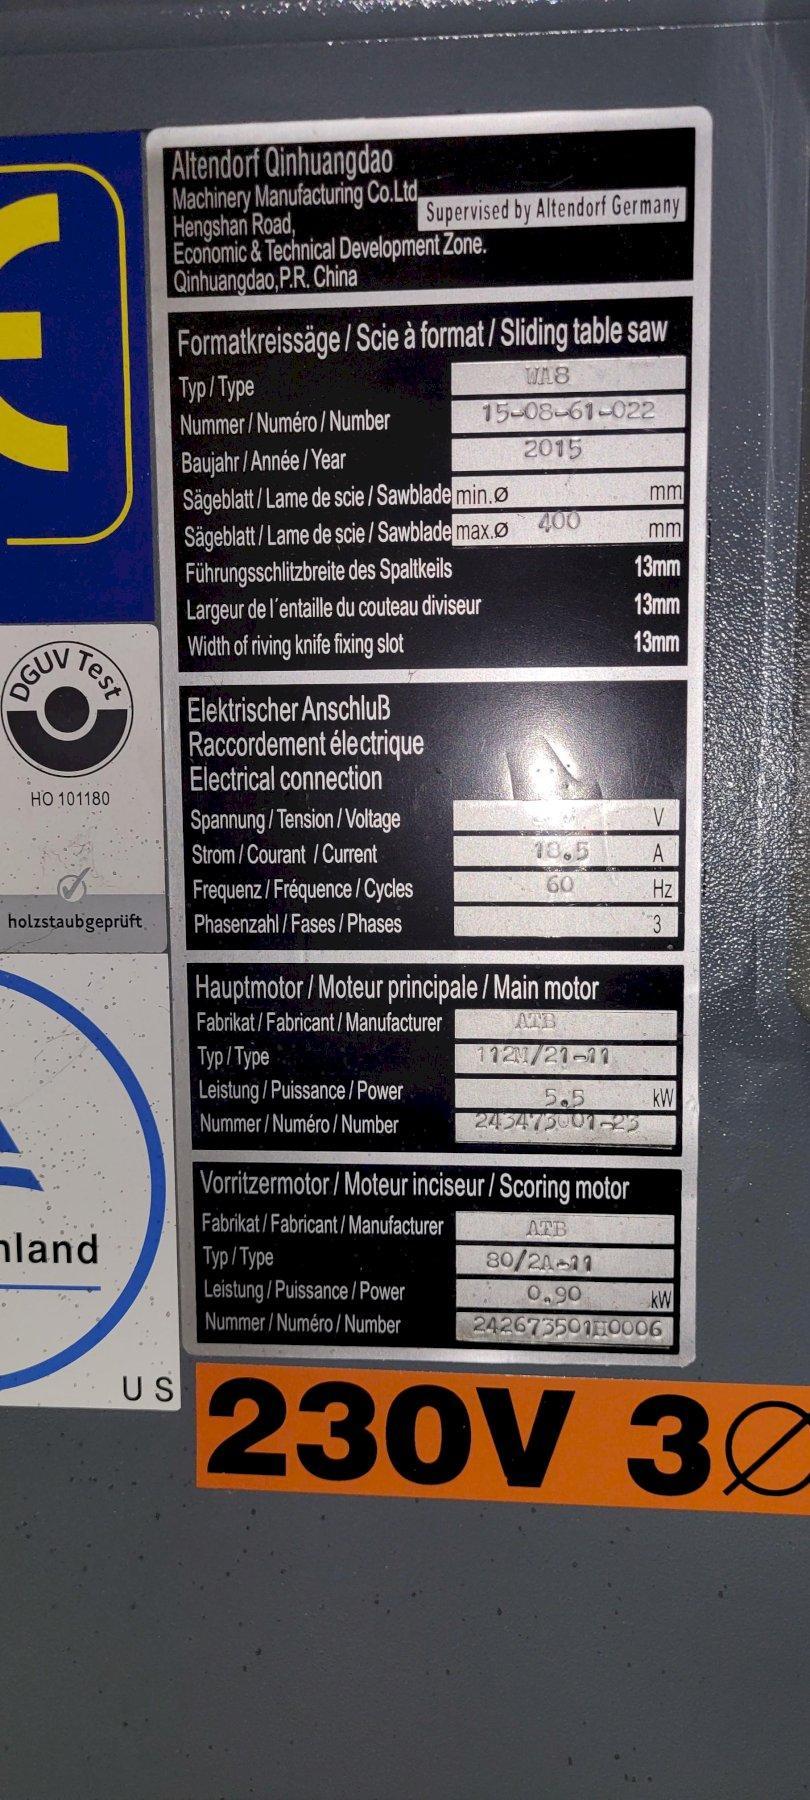 Altendorf Qinhuangdao
Machinery Manufacturing Co.Ltd
Supervised by Altendorf Germany
Hengshan Road,
Economic & Technical Development Zone.
Qinhuangdao,P.R. China
Formatkreissäge / Scie à format / Sliding table saw
Typ / Type WA8
Nummer / Numéro / Number 15-08-61-022
Baujahr / Année / Year 2015
Sägeblatt / Lame de scie / Sawblade min.ø mm
Sägeblatt / Lame de scie / Sawblade max.Ø 400 mm
Führungsschlitzbreite des Spaltkeils 13mm
Largeur de l´entaille du couteau diviseur 13mm
Width of riving knife fixing slot 13mm
Elektrischer Anschluß
Raccordement électrique
Electrical connection
Spannung / Tension / Voltage V
Strom / Courant / Current 18.5 A
Frequenz / Fréquence / Cycles 60 Hz
Phasenzahl / Fases / Phases 3
Hauptmotor / Moteur principale / Main motor
Fabrikat / Fabricant / Manufacturer ATB
Typ / Type 112M/21-11
Leistung / Puissance / Power 5.5 kW
Nummer / Numéro / Number 243473001-23
Vorritzermotor / Moteur inciseur / Scoring motor
Fabrikat / Fabricant / Manufacturer ATB
Typ / Type 80/2A-11
Leistung / Puissance / Power 0.90 kW
Nummer / Numéro / Number 242673501H0006
230V 3Ø
DGUV Test
HO 101180
holzstaubgeprüft
nland
US